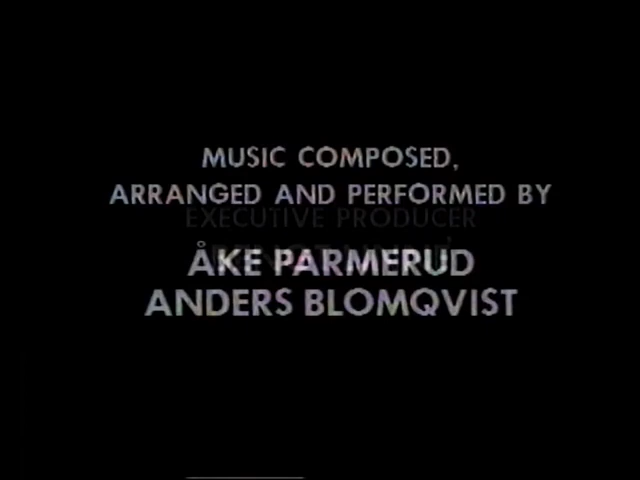 MUSIC COMPOSED,
ARRANGED AND PERFORMED BY
EXECUTIVE PRODUCER
ÅKE PARMERUD
ANDERS BLOMQVIST